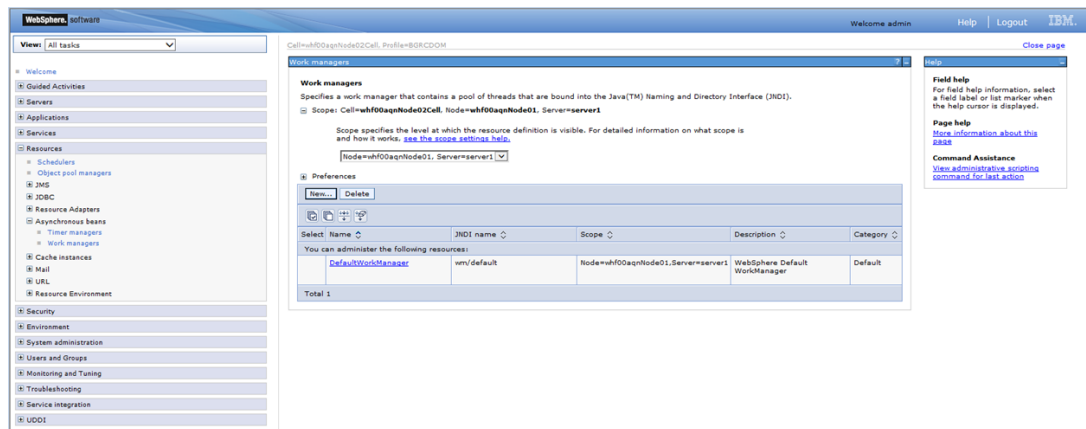 WebSphere. software
Welcome admin
Help | Logout
IBM.
View: All tasks
Cell=whf00aqnNode02Cell, Profile=BGRCDOM
Close page
Welcome
Guided Activities
Servers
Applications
Services
Resources
Schedulers
Object pool managers
JMS
JDBC
Resource Adapters
Asynchronous beans
Timer managers
Work managers
Cache instances
Mail
URL
Resource Environment
Security
Environment
System administration
Users and Groups
Monitoring and Tuning
Troubleshooting
Service integration
UDDI
Work managers
? -
Work managers
Specifies a work manager that contains a pool of threads that are bound into the Java(TM) Naming and Directory Interface (JNDI).
Scope: Cell=whf00aqnNode02Cell, Node=whf00aqnNode01, Server=server1
Scope specifies the level at which the resource definition is visible. For detailed information on what scope is
and how it works, see the scope settings help.
Node=whf00aqnNode01, Server=server1
Preferences
New... Delete
Select Name JNDI name Scope Description Category
You can administer the following resources:
DefaultWorkManager wm/default Node=whf00aqnNode01,Server=server1 WebSphere Default Default
WorkManager
Total 1
Help
Field help
For field help information, select
a field label or list marker when
the help cursor is displayed.
Page help
More information about this
page
Command Assistance
View administrative scripting
command for last action